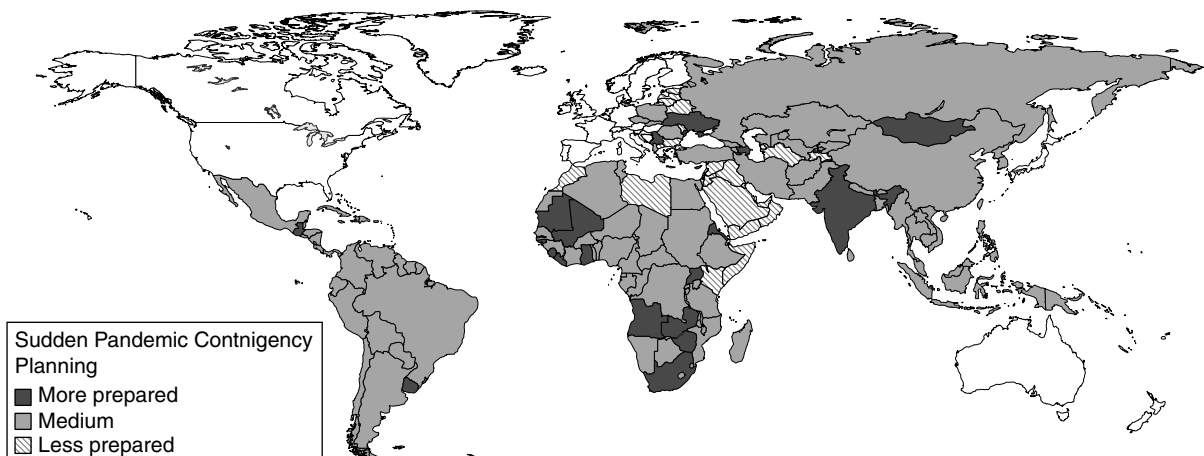 Sudden Pandemic Contnigency
Planning
More prepared
Medium
Less prepared